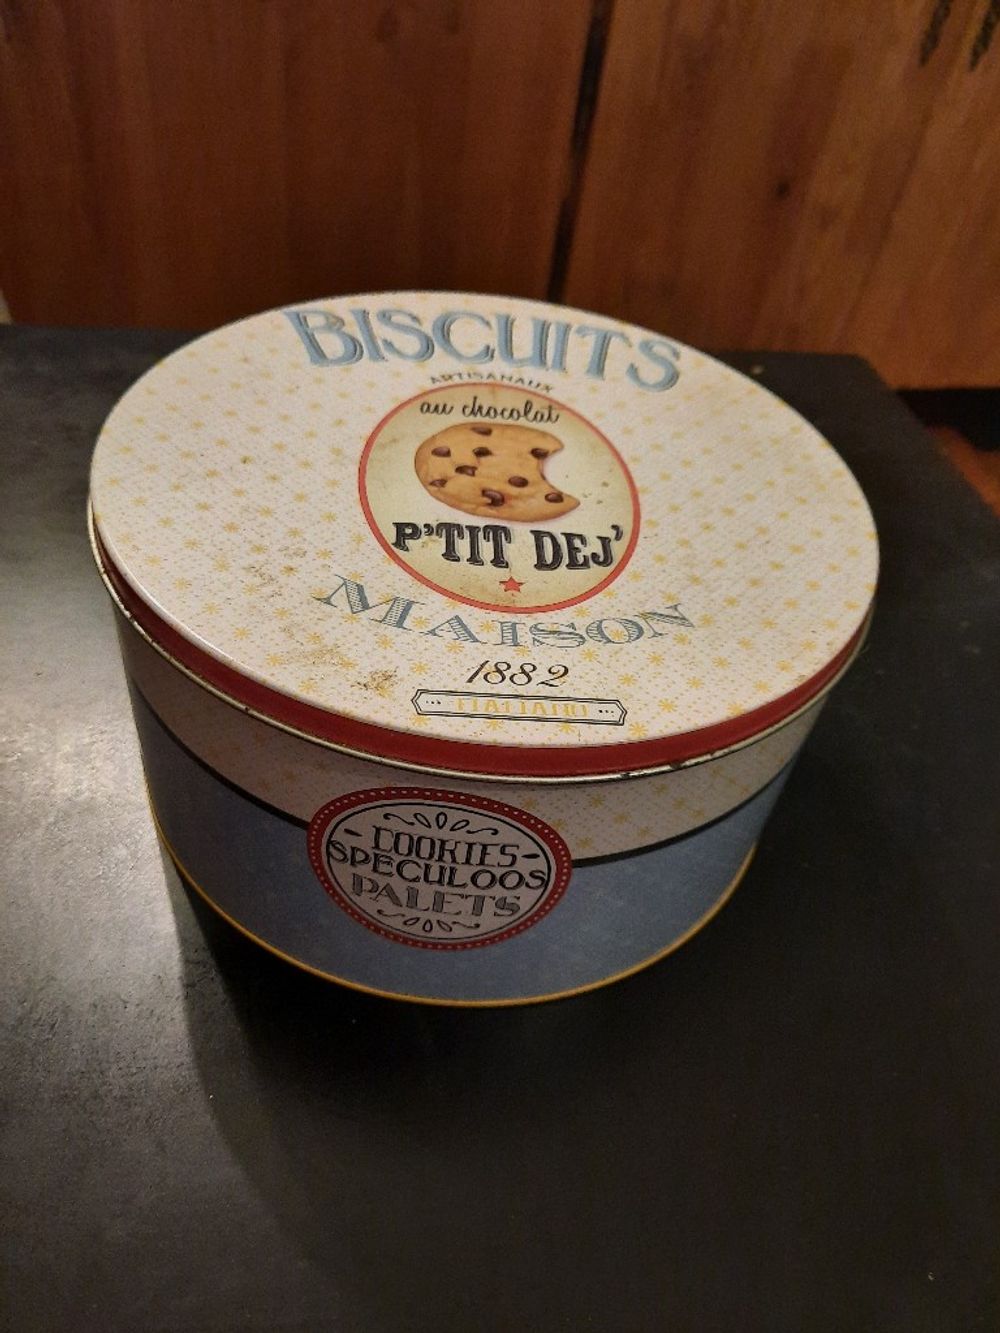 BISCUITS
ARTISANAUX
au chocolat
P'TIT DEJ'
MAISON
1882
COOKIES
SPECULOOS
PALETS